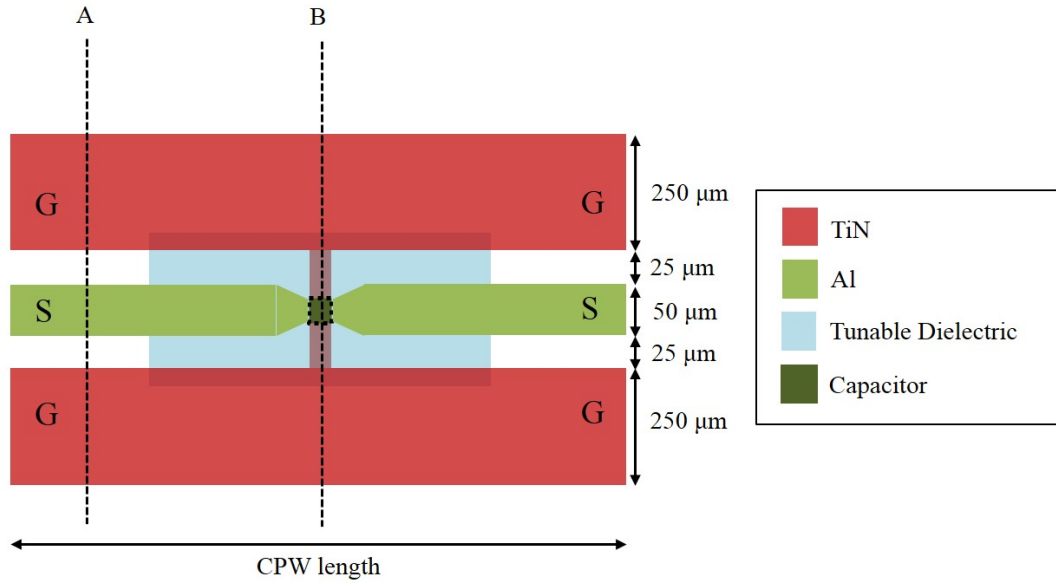 A
B
G
G
250 μm
25 μm
S
S
50 μm
25 μm
G
G
250 μm
CPW length
TiN
Al
Tunable Dielectric
Capacitor